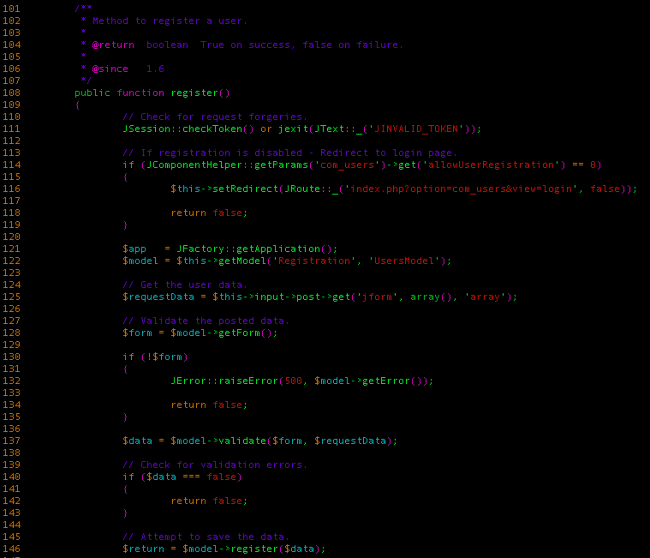 101 /**
102 * Method to register a user.
103 *
104 * @return boolean True on success, false on failure.
105 *
106 * @since 1.6
107 */
108 public function register()
109 {
110 // Check for request forgeries.
111 JSession::checkToken() or jexit(JText::_('JINVALID_TOKEN'));
112
113 // If registration is disabled - Redirect to login page.
114 if (JComponentHelper::getParams('com_users')->get('allowUserRegistration') == 0)
115 {
116 $this->setRedirect(JRoute::_('index.php?option=com_users&view=login', false));
117
118 return false;
119 }
120
121 $app = JFactory::getApplication();
122 $model = $this->getModel('Registration', 'UsersModel');
123
124 // Get the user data.
125 $requestData = $this->input->post->get('jform', array(), 'array');
126
127 // Validate the posted data.
128 $form = $model->getForm();
129
130 if (!$form)
131 {
132 JError::raiseError(500, $model->getError());
133
134 return false;
135 }
136
137 $data = $model->validate($form, $requestData);
138
139 // Check for validation errors.
140 if ($data === false)
141 {
142 return false;
143 }
144
145 // Attempt to save the data.
146 $return = $model->register($data);